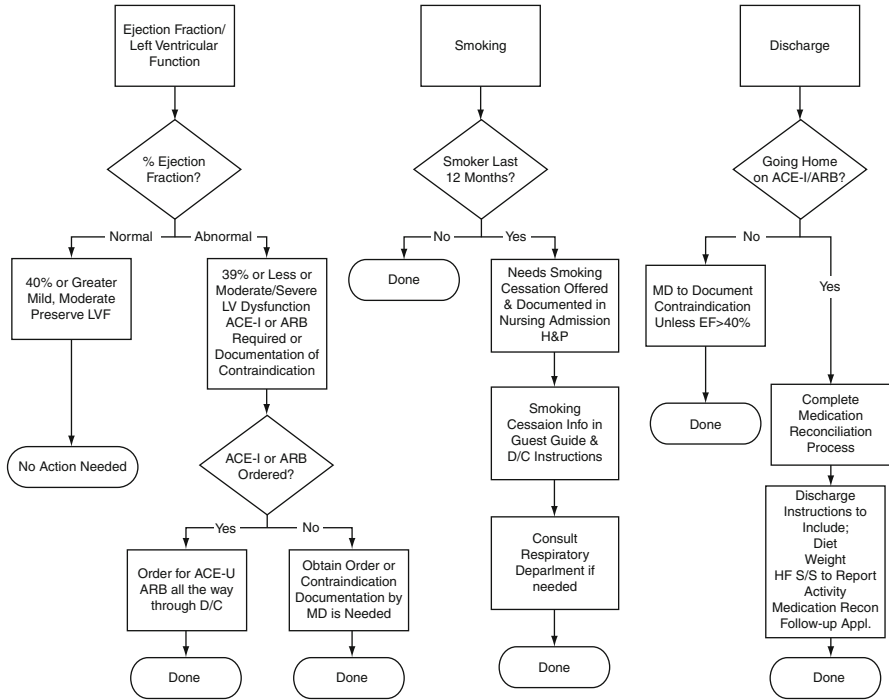 Ejection Fraction/
Left Ventricular
Function
% Ejection
Fraction?
Normal
Abnormal
40% or Greater
Mild, Moderate
Preserve LVF
39% or Less or
Moderate/Severe
LV Dysfunction
ACE-I or ARB
Required or
Documentation of
Contraindication
No Action Needed
ACE-I or ARB
Ordered?
Yes
No
Order for ACE-U
ARB all the way
through D/C
Obtain Order or
Contraindication
Documentation by
MD is Needed
Done
Done
Smoking
Smoker Last
12 Months?
No
Yes
Done
Needs Smoking
Cessation Offered
& Documented in
Nursing Admission
H&P
Smoking
Cessaion Info in
Guest Guide &
D/C Instructions
Consult
Respiratory
Deparlment if
needed
Done
Discharge
Going Home
on ACE-I/ARB?
No
Yes
MD to Document
Contraindication
Unless EF>40%
Done
Complete
Medication
Reconciliation
Process
Discharge
Instructions to
Include;
Diet
Weight
HF S/S to Report
Activity
Medication Recon
Follow-up Appl.
Done